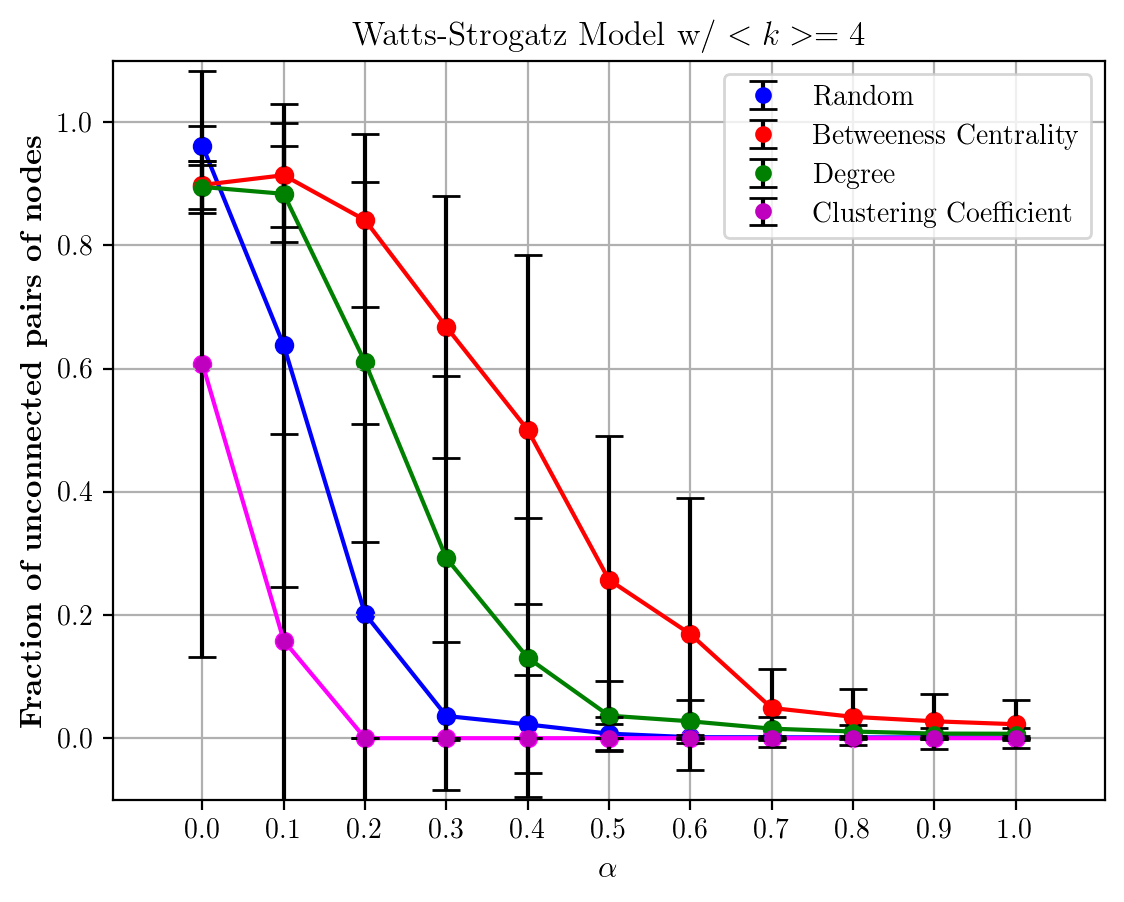 Watts-Strogatz Model w/ < k >= 4
Fraction of unconnected pairs of nodes
1.0
0.8
0.6
0.4
0.2
0.0
Random
Betweeness Centrality
Degree
Clustering Coefficient
0.0 0.1 0.2 0.3 0.4 0.5 0.6 0.7 0.8 0.9 1.0
α